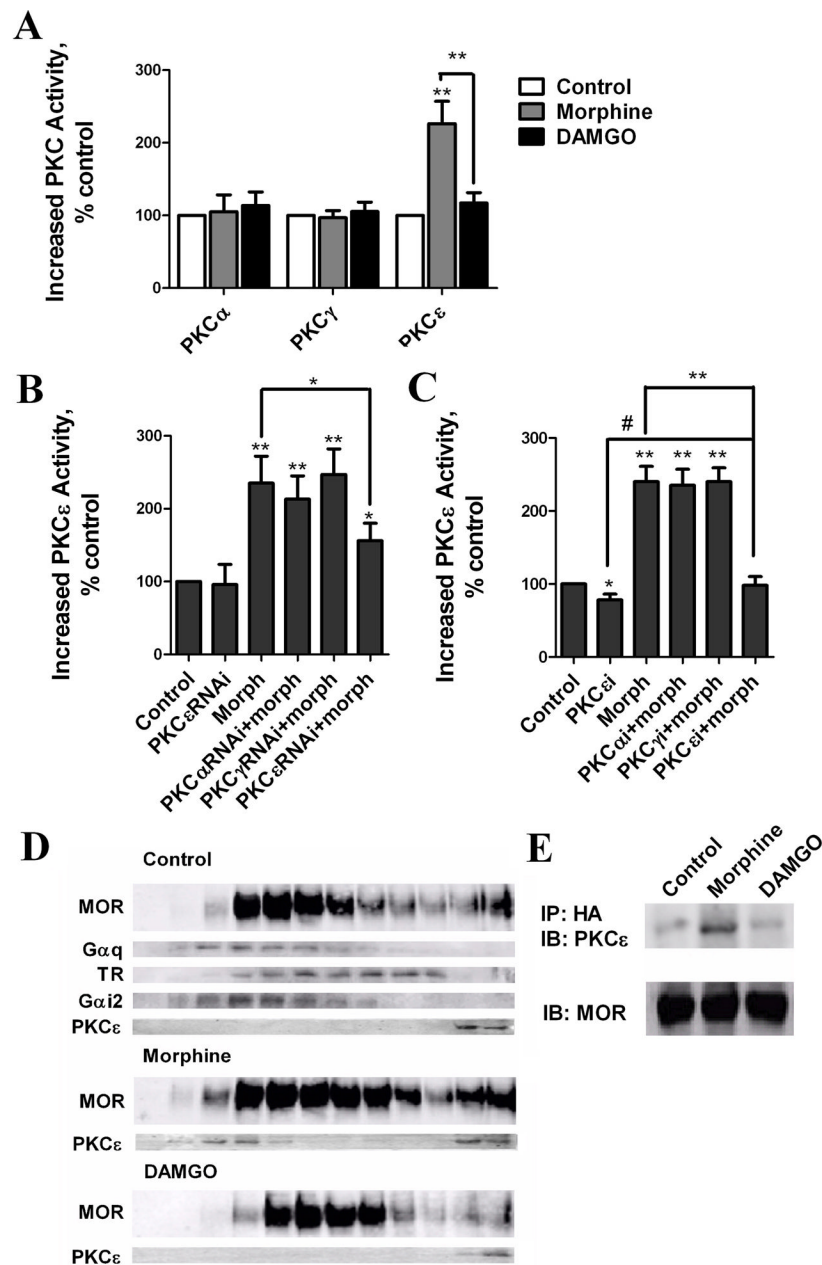 A
Increased PKC Activity,
% control
300
200
100
0
**
**
Control
Morphine
DAMGO
PKCα
PKCγ
PKCε
B
Increased PKCε Activity,
% control
300
200
100
0
*
**
**
**
*
Control
PKCεRNAi
Morph
PKCαRNAi+morph
PKCγRNAi+morph
PKCεRNAi+morph
C
Increased PKCε Activity,
% control
300
200
100
0
**
#
*
**
**
**
Control
PKCεi
Morph
PKCαi+morph
PKCγi+morph
PKCεi+morph
D
Control
MOR
Gαq
TR
Gαi2
PKCε
Morphine
MOR
PKCε
DAMGO
MOR
PKCε
E
Control
Morphine
DAMGO
IP: HA
IB: PKCε
IB: MOR